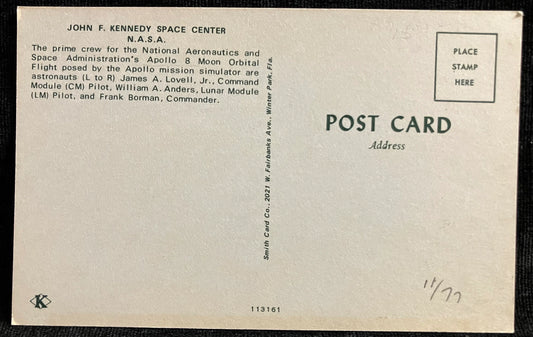 JOHN F. KENNEDY SPACE CENTER
N.A.S.A.
The prime crew for the National Aeronautics and
Space Administration's Apollo 8 Moon Orbital
Flight posed by the Apollo mission simulator are
astronauts (L to R) James A. Lovell, Jr., Command
Module (CM) Pilot, William A. Anders, Lunar Module
(LM) Pilot, and Frank Borman, Commander.
K
Smith Card Co., 2021 W. Fairbanks Ave., Winter Park, Fla.
113161
PLACE
STAMP
HERE
POST CARD
Address
11/77